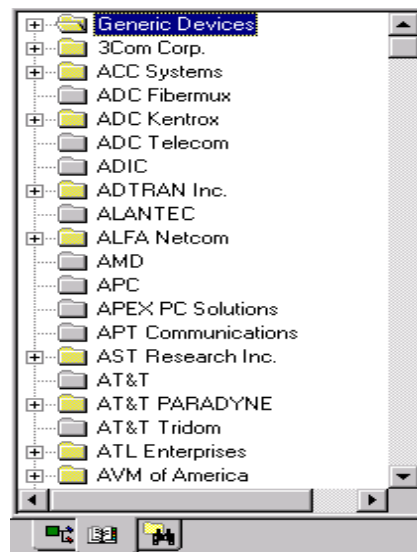 Generic Devices
3Com Corp.
ACC Systems
ADC Fibermux
ADC Kentrox
ADC Telecom
ADIC
ADTRAN Inc.
ALANTEC
ALFA Netcom
AMD
APC
APEX PC Solutions
APT Communications
AST Research Inc.
AT&T
AT&T PARADYNE
AT&T Tridom
ATL Enterprises
AVM of America